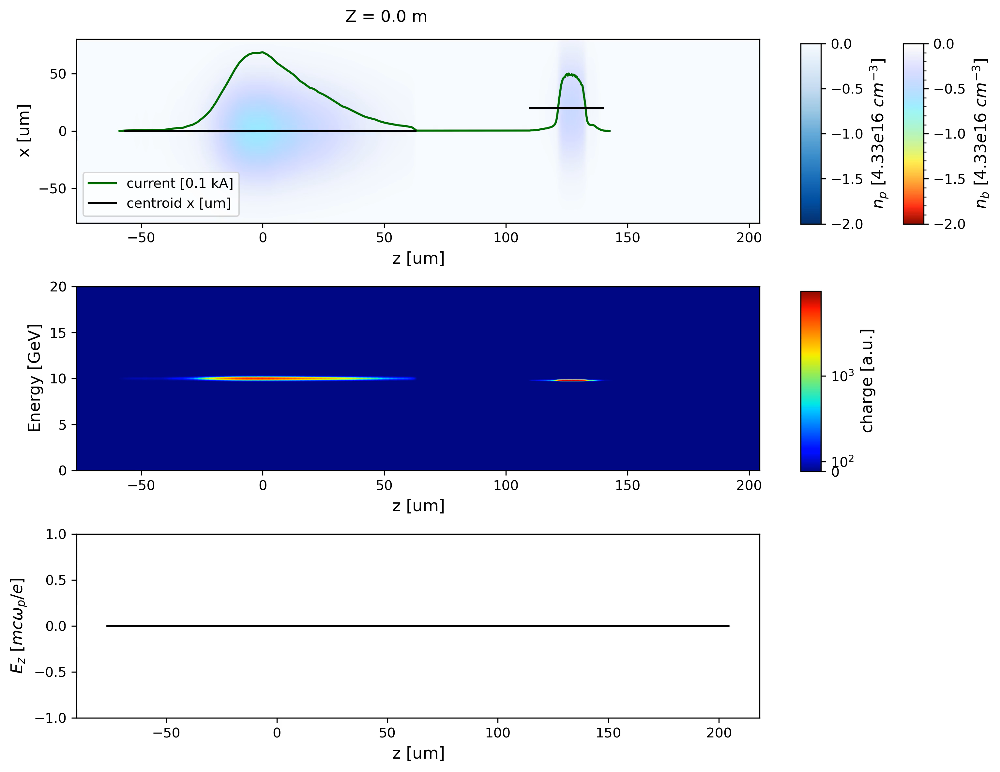 Z = 0.0 m
50
0
−50
x [um]
current [0.1 kA]
centroid x [um]
−50 0 50 100 150 200
z [um]
0.0
−0.5
−1.0
−1.5
−2.0
n_p [4.33e16 cm^−3]
0.0
−0.5
−1.0
−1.5
−2.0
n_b [4.33e16 cm^−3]
20
15
10
5
0
Energy [GeV]
−50 0 50 100 150 200
z [um]
10^3
10^2
0
charge [a.u.]
1.0
0.5
0.0
−0.5
−1.0
E_z [mcω_p/e]
−50 0 50 100 150 200
z [um]